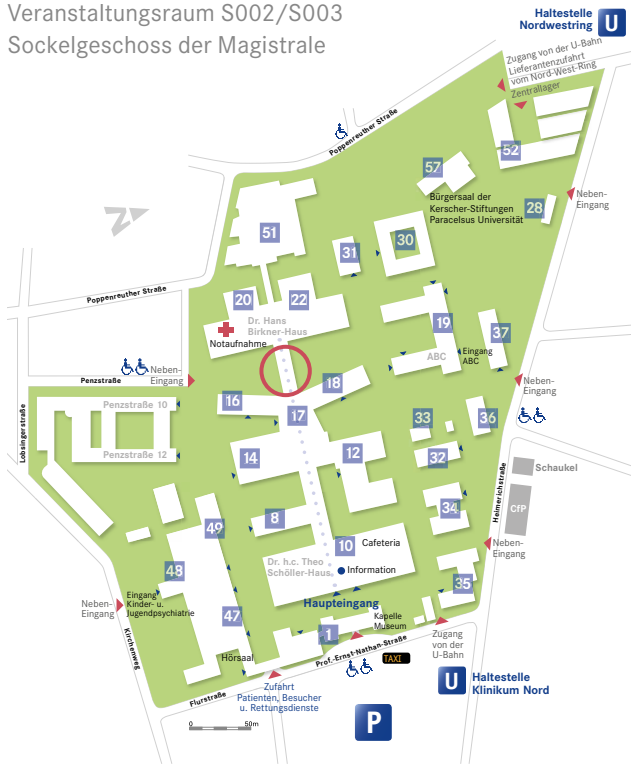 Veranstaltungsraum S002/S003
Sockelgeschoss der Magistrale
Haltestelle
Nordwestring
U
Zugang von der U-Bahn
Lieferantenzufahrt
vom Nord-West-Ring
Zentrallager
Poppenreuther Straße
52
57
Bürgersaal der
Kerscher-Stiftungen
Paracelsus Universität
28
Neben-
Eingang
51
31
30
N
Poppenreuther Straße
20
22
Dr. Hans
Birkner-Haus
Notaufnahme
19
37
ABC
Eingang
ABC
Neben-
Eingang
Penzstraße
18
Neben-
Eingang
16
17
33
36
Penzstraße 10
Lobsingerstraße
Penzstraße 12
14
12
32
Schaukel
Heimerichstraße
CfP
34
49
8
10
Cafeteria
Neben-
Eingang
Dr. h.c. Theo
Schöller-Haus
Information
48
35
Eingang
Kinder- u.
Jugendpsychiatrie
Neben-
Eingang
Haupteingang
47
Kapelle
Museum
1
Kirchenweg
Hörsaal
Prof.-Ernst-Nathan-Straße
TAXI
Zugang
von der
U-Bahn
Flurstraße
Zufahrt
Patienten, Besucher
u. Rettungsdienste
U
Haltestelle
Klinikum Nord
0 50m
P